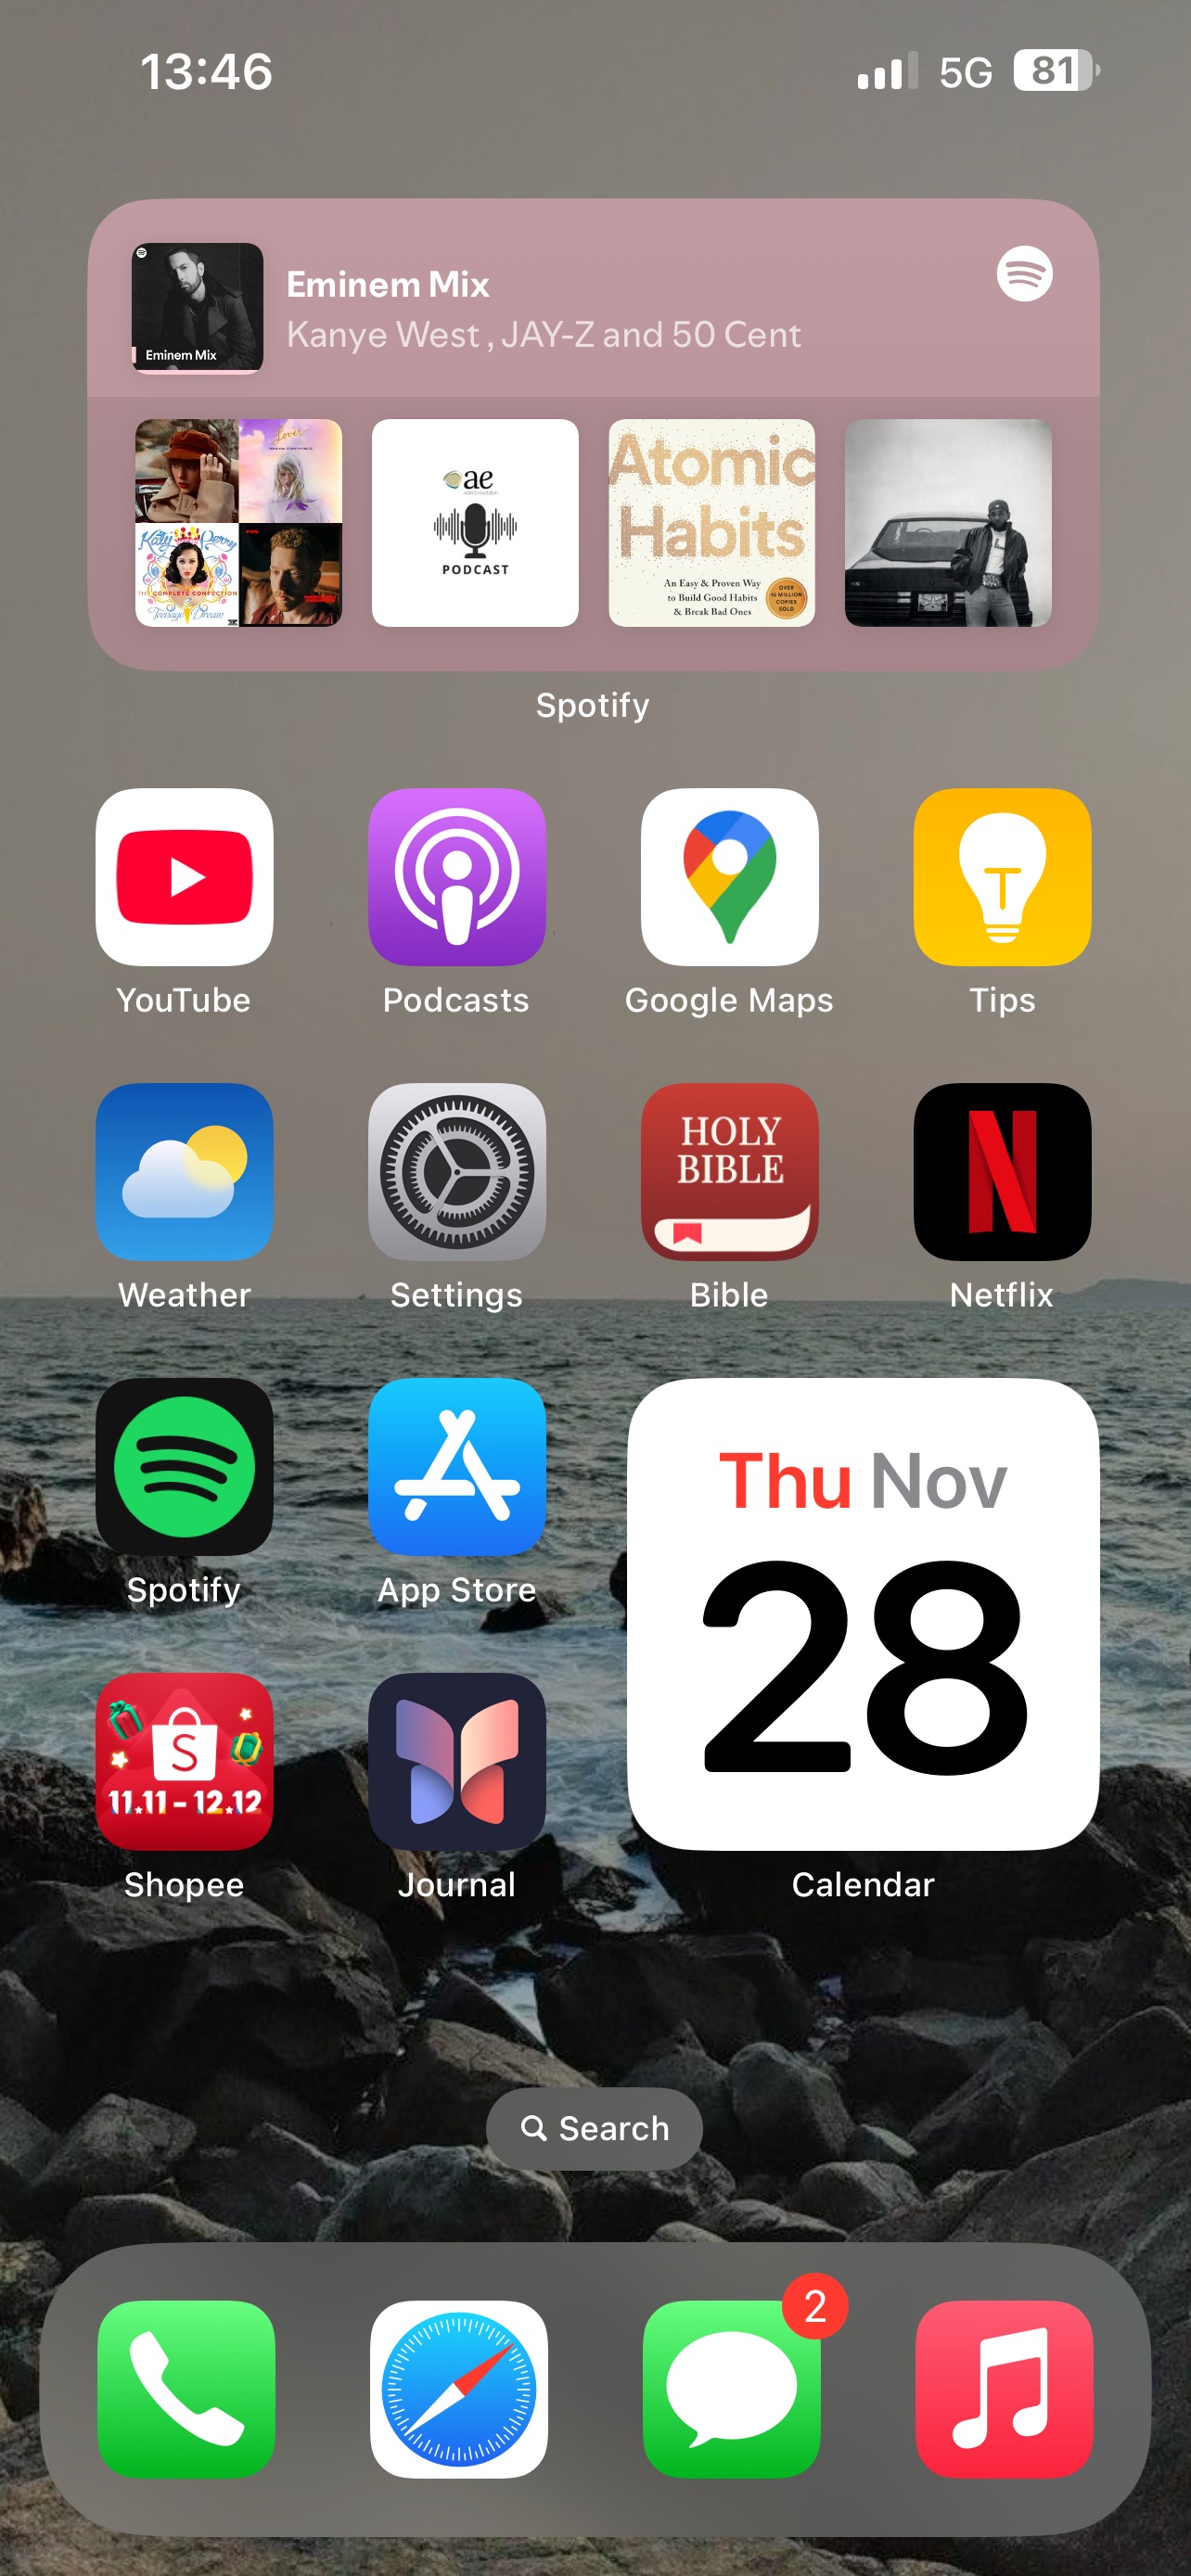 13:46
5G 81
Eminem Mix
Eminem Mix
Kanye West , JAY-Z and 50 Cent
Lover
Katy Perry
THE COMPLETE CONFECTION
Teenage Dream
ae
PODCAST
Atomic
Habits
An Easy & Proven Way
to Build Good Habits
& Break Bad Ones
OVER
COPIES
SOLD
Spotify
YouTube
Podcasts
Google Maps
T
Tips
HOLY
BIBLE
N
Weather
Settings
Bible
Netflix
Spotify
App Store
Thu Nov
28
S
11.11 - 12.12
Shopee
Journal
Calendar
Search
2